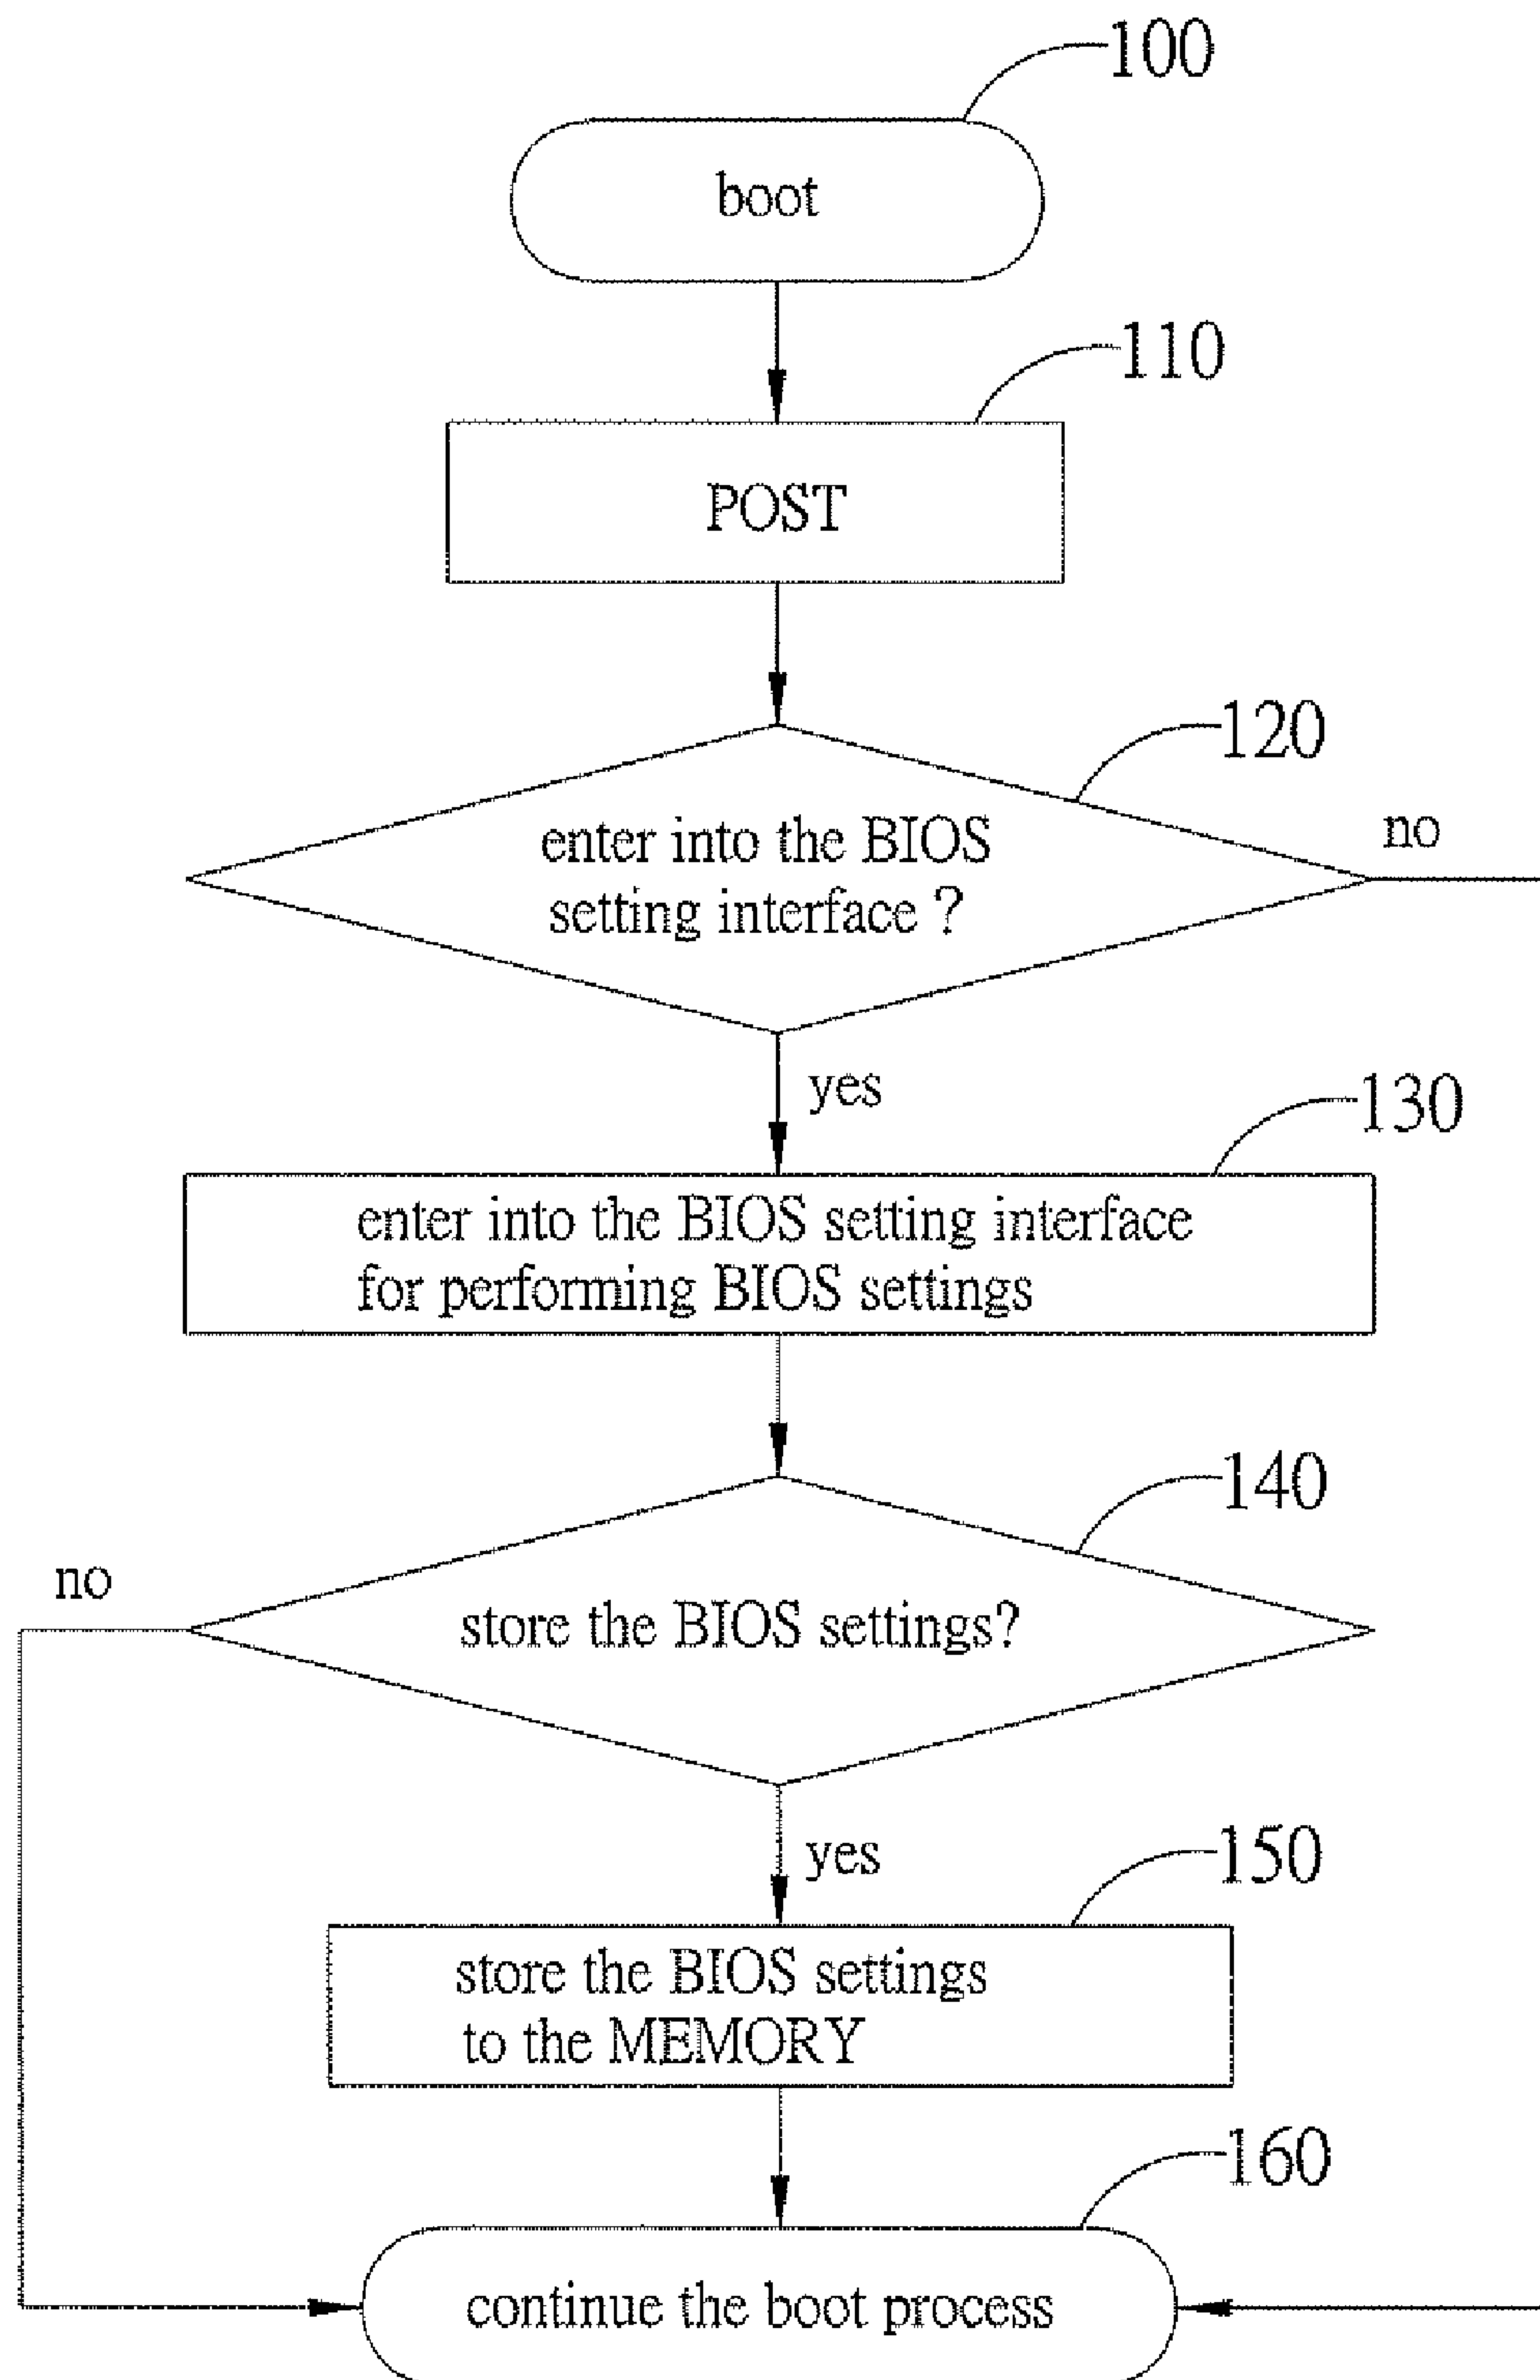 100
boot
110
POST
120
enter into the BIOS
setting interface ?
no
yes
130
enter into the BIOS setting interface
for performing BIOS settings
140
no
store the BIOS settings?
yes
150
store the BIOS settings
to the MEMORY
160
continue the boot process